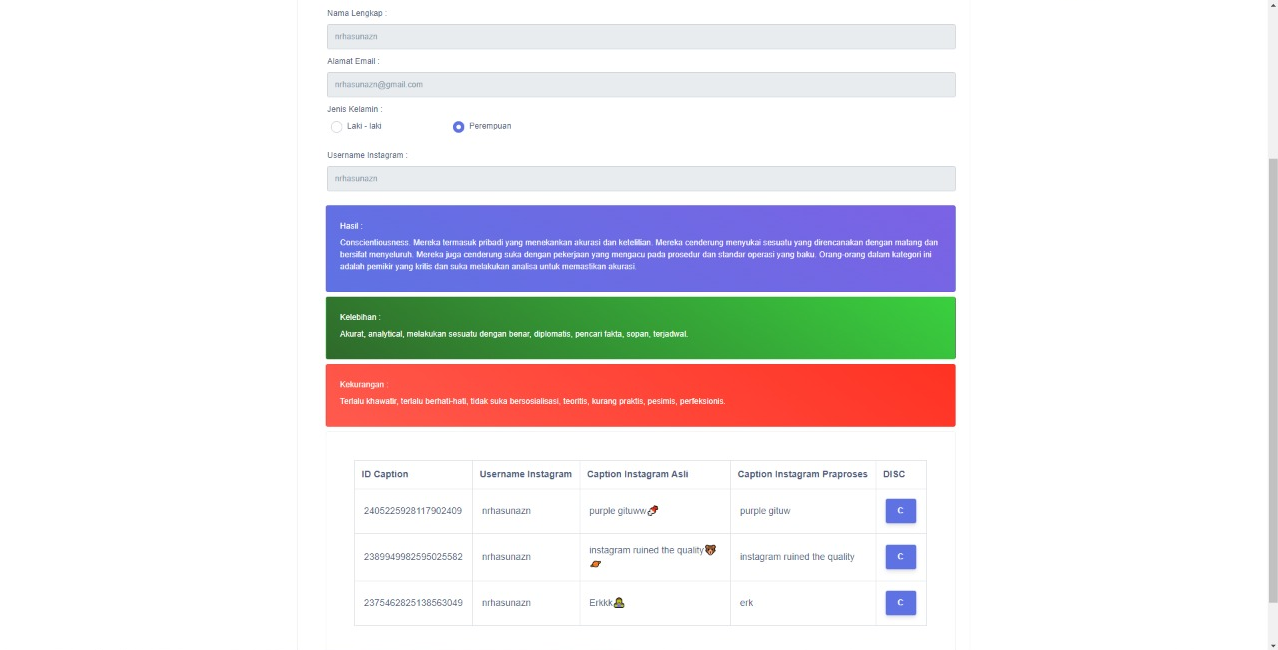 Nama Lengkap :
nrhasunazn
Alamat Email :
nrhasunazn@gmail.com
Jenis Kelamin :
Laki - laki Perempuan
Username Instagram :
nrhasunazn
Hasil :
Conscientiousness. Mereka termasuk pribadi yang menekankan akurasi dan ketelitian. Mereka cenderung menyukai sesuatu yang direncanakan dengan matang dan
bersifat menyeluruh. Mereka juga cenderung suka dengan pekerjaan yang mengacu pada prosedur dan standar operasi yang baku. Orang-orang dalam kategori ini
adalah pemikir yang kritis dan suka melakukan analisa untuk memastikan akurasi.
Kelebihan :
Akurat, analytical, melakukan sesuatu dengan benar, diplomatis, pencari fakta, sopan, terjadwal.
Kekurangan :
Terlalu khawatir, terlalu berhati-hati, tidak suka bersosialisasi, teoritis, kurang praktis, pesimis, perfeksionis.
ID Caption Username Instagram Caption Instagram Asli Caption Instagram Praproses DISC
2405225928117902409 nrhasunazn purple gituww purple gituw C
2389949982595025582 nrhasunazn instagram ruined the quality instagram ruined the quality C
2375462825138563049 nrhasunazn Erkkk erk C